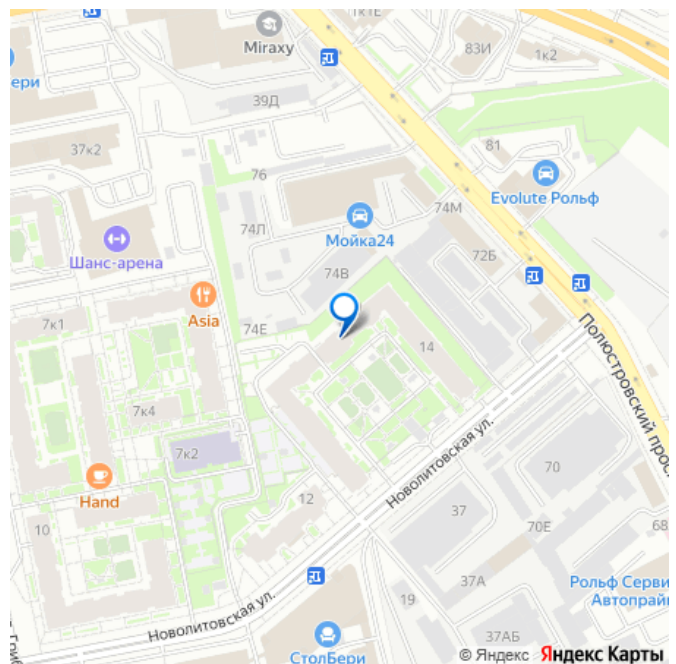 1к1Е
Miraxy
83И
1к2
ери
39Д
37к2
76
81
Evolute Рольф
74М
74Л
Мойка24
72Б
Шанс-арена
74В
7к1
Asia
74Е
14
Полюстровский прос
7к4
7к2
Новолитовская ул.
70
Hand
12
37
10
70Е
68
37А
Рольф Серви
Автопрай
19
Новолитовская ул.
37АБ
СтолБери
© Яндекс Яндекс Карты